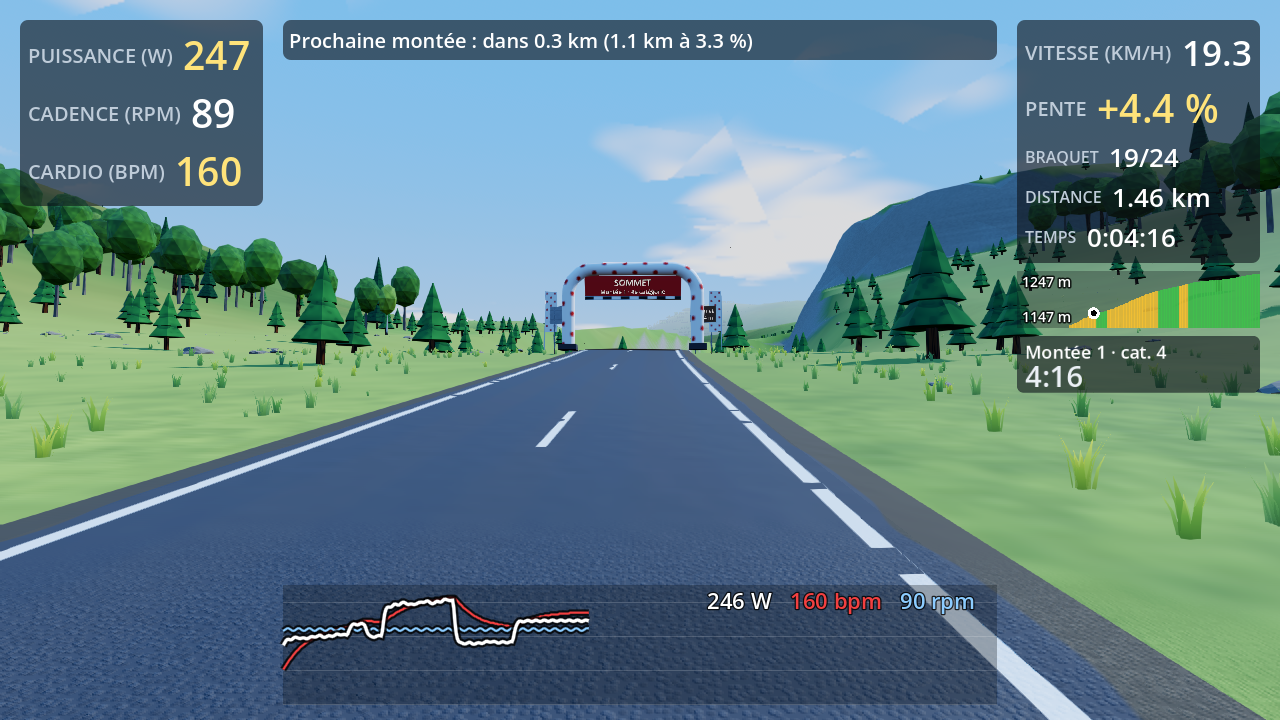 PUISSANCE (W) 247
CADENCE (RPM) 89
CARDIO (BPM) 160
Prochaine montée : dans 0.3 km (1.1 km à 3.3 %)
VITESSE (KM/H) 19.3
PENTE +4.4 %
BRAQUET 19/24
DISTANCE 1.46 km
TEMPS 0:04:16
1247 m
1147 m
Montée 1 · cat. 4
4:16
SOMMET
246 W 160 bpm 90 rpm